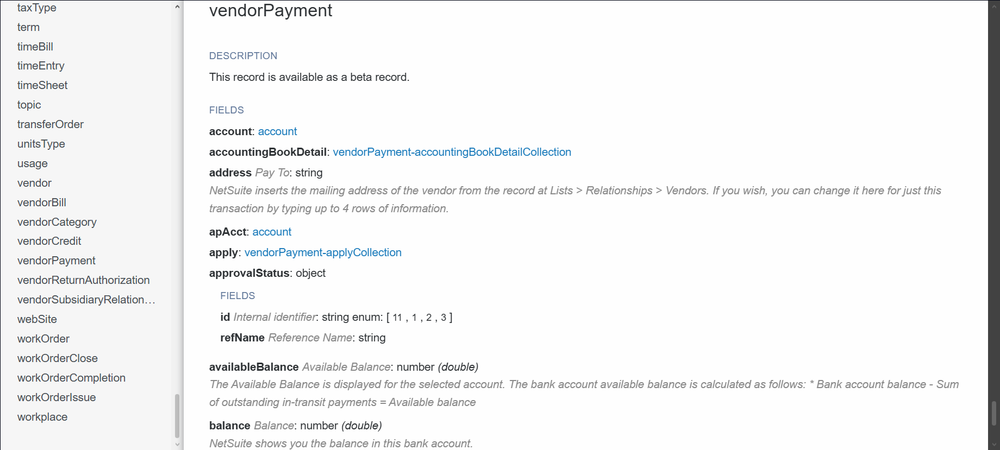 taxType
term
timeBill
timeEntry
timeSheet
topic
transferOrder
unitsType
usage
vendor
vendorBill
vendorCategory
vendorCredit
vendorPayment
vendorReturnAuthorization
vendorSubsidiaryRelation…
webSite
workOrder
workOrderClose
workOrderCompletion
workOrderIssue
workplace
vendorPayment
DESCRIPTION
This record is available as a beta record.
FIELDS
account: account
accountingBookDetail: vendorPayment-accountingBookDetailCollection
address Pay To: string
NetSuite inserts the mailing address of the vendor from the record at Lists > Relationships > Vendors. If you wish, you can change it here for just this
transaction by typing up to 4 rows of information.
apAcct: account
apply: vendorPayment-applyCollection
approvalStatus: object
FIELDS
id Internal identifier: string enum: [ 11 , 1 , 2 , 3 ]
refName Reference Name: string
availableBalance Available Balance: number (double)
The Available Balance is displayed for the selected account. The bank account available balance is calculated as follows: * Bank account balance - Sum
of outstanding in-transit payments = Available balance
balance Balance: number (double)
NetSuite shows you the balance in this bank account.